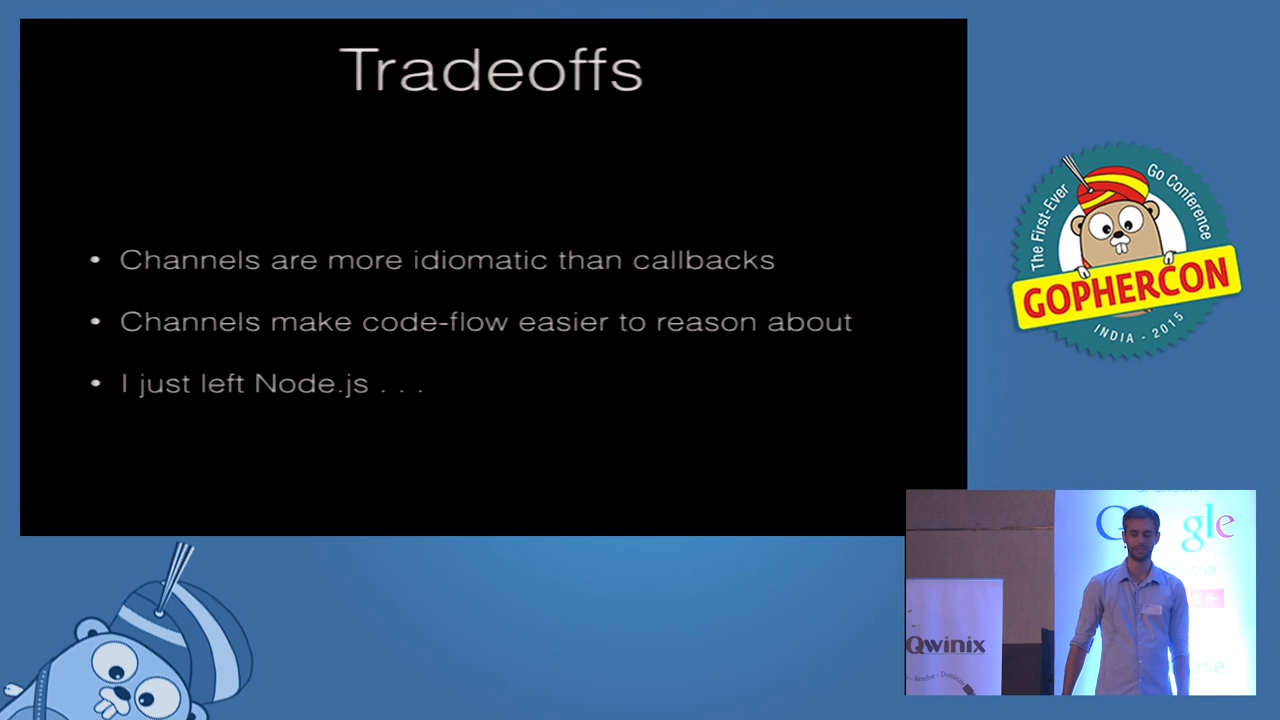 Tradeoffs
• Channels are more idiomatic than callbacks
• Channels make code-flow easier to reason about
• I just left Node.js . . .
The First-Ever
Go Conference
GOPHERCON
INDIA - 2015
Qwinix
gle